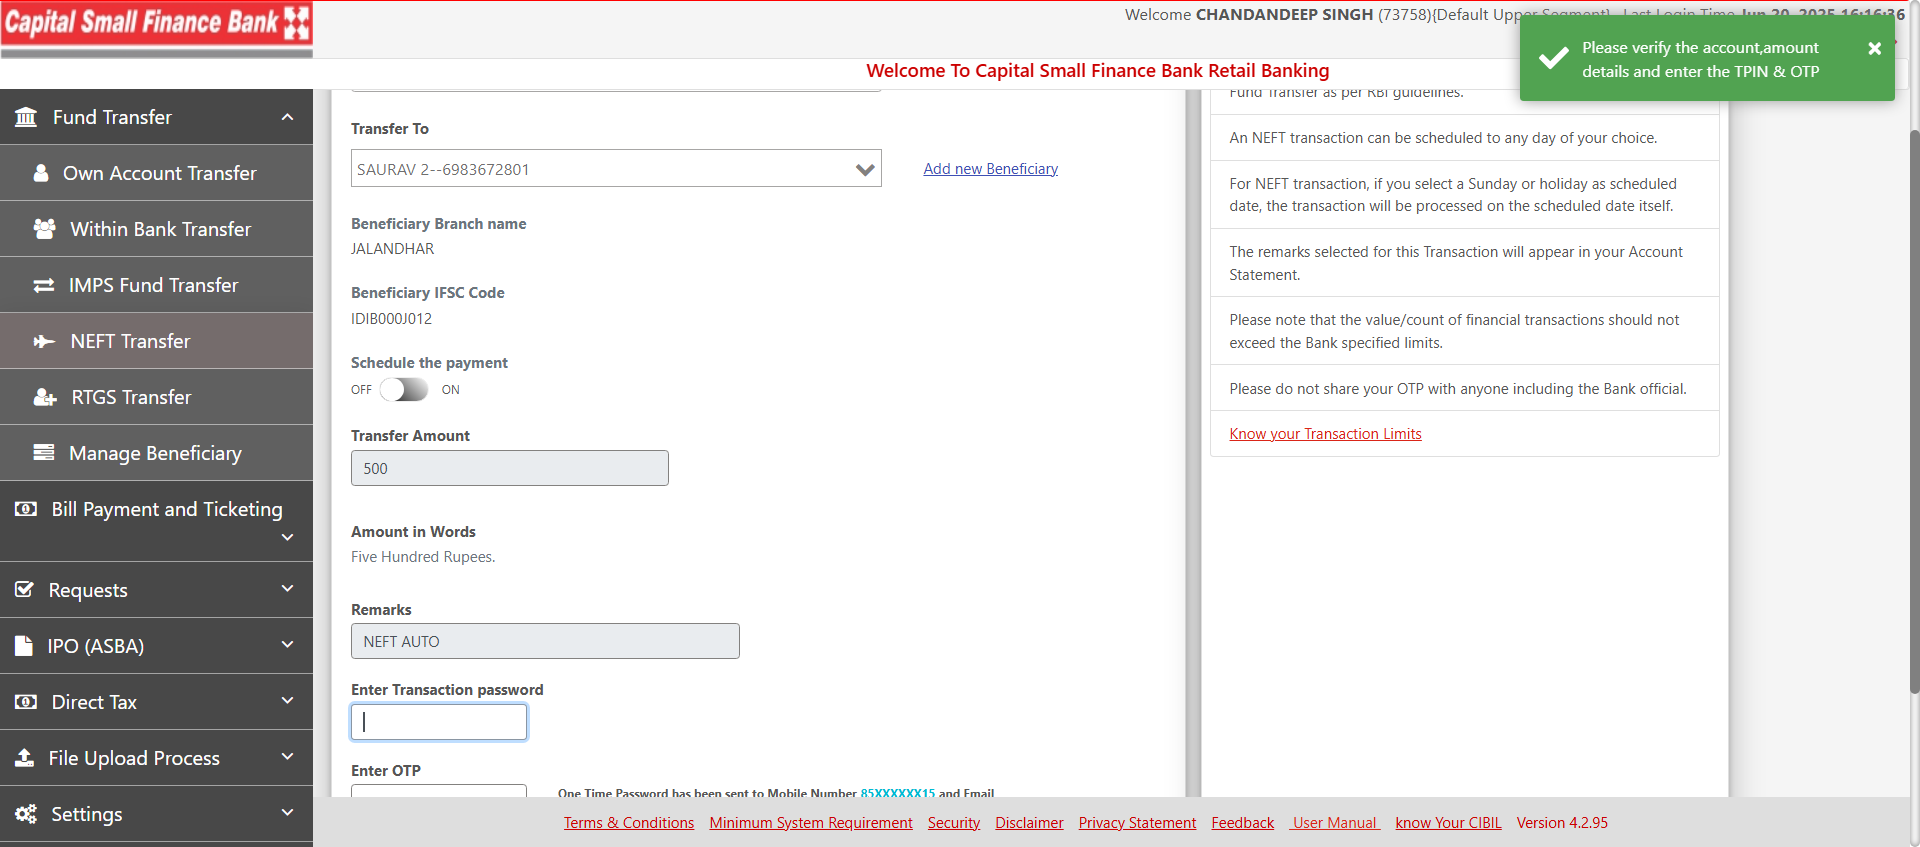 Capital Small Finance Bank
Welcome CHANDANDEEP SINGH (73758){Default Upper Segment} Last Login Time Jun 20, 2025 16:16:36
Please verify the account,amount
details and enter the TPIN & OTP
Welcome To Capital Small Finance Bank Retail Banking
Fund Transfer
Own Account Transfer
Within Bank Transfer
IMPS Fund Transfer
NEFT Transfer
RTGS Transfer
Manage Beneficiary
Bill Payment and Ticketing
Requests
IPO (ASBA)
Direct Tax
File Upload Process
Settings
Transfer To
SAURAV 2--6983672801
Add new Beneficiary
Beneficiary Branch name
JALANDHAR
Beneficiary IFSC Code
IDIB000J012
Schedule the payment
OFF ON
Transfer Amount
500
Amount in Words
Five Hundred Rupees.
Remarks
NEFT AUTO
Enter Transaction password
Enter OTP
One Time Password has been sent to Mobile Number 85XXXXXX15 and Email
Fund Transfer as per RBI guidelines.
An NEFT transaction can be scheduled to any day of your choice.
For NEFT transaction, if you select a Sunday or holiday as scheduled
date, the transaction will be processed on the scheduled date itself.
The remarks selected for this Transaction will appear in your Account
Statement.
Please note that the value/count of financial transactions should not
exceed the Bank specified limits.
Please do not share your OTP with anyone including the Bank official.
Know your Transaction Limits
Terms & Conditions Minimum System Requirement Security Disclaimer Privacy Statement Feedback User Manual know Your CIBIL Version 4.2.95